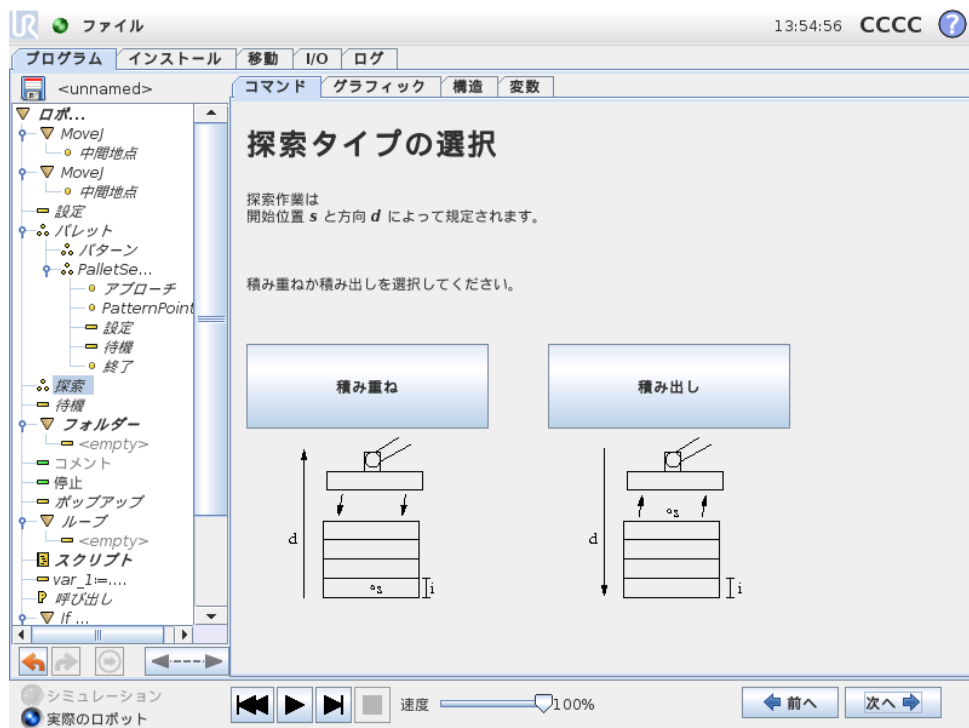 UR ファイル 13:54:56 CCCC ?
プログラム インストール 移動 I/O ログ
<unnamed>
コマンド グラフィック 構造 変数
ロボ...
MoveJ
中間地点
MoveJ
中間地点
設定
パレット
パターン
PalletSe...
アプローチ
PatternPoint
設定
待機
終了
探索
待機
フォルダー
<empty>
コメント
停止
ポップアップ
ループ
<empty>
スクリプト
var_1:=....
呼び出し
If ...
探索タイプの選択
探索作業は
開始位置 s と方向 d によって規定されます。
積み重ねか積み出しを選択してください。
積み重ね
積み出し
d
s
i
d
s
i
シミュレーション
実際のロボット
速度 100%
前へ
次へ